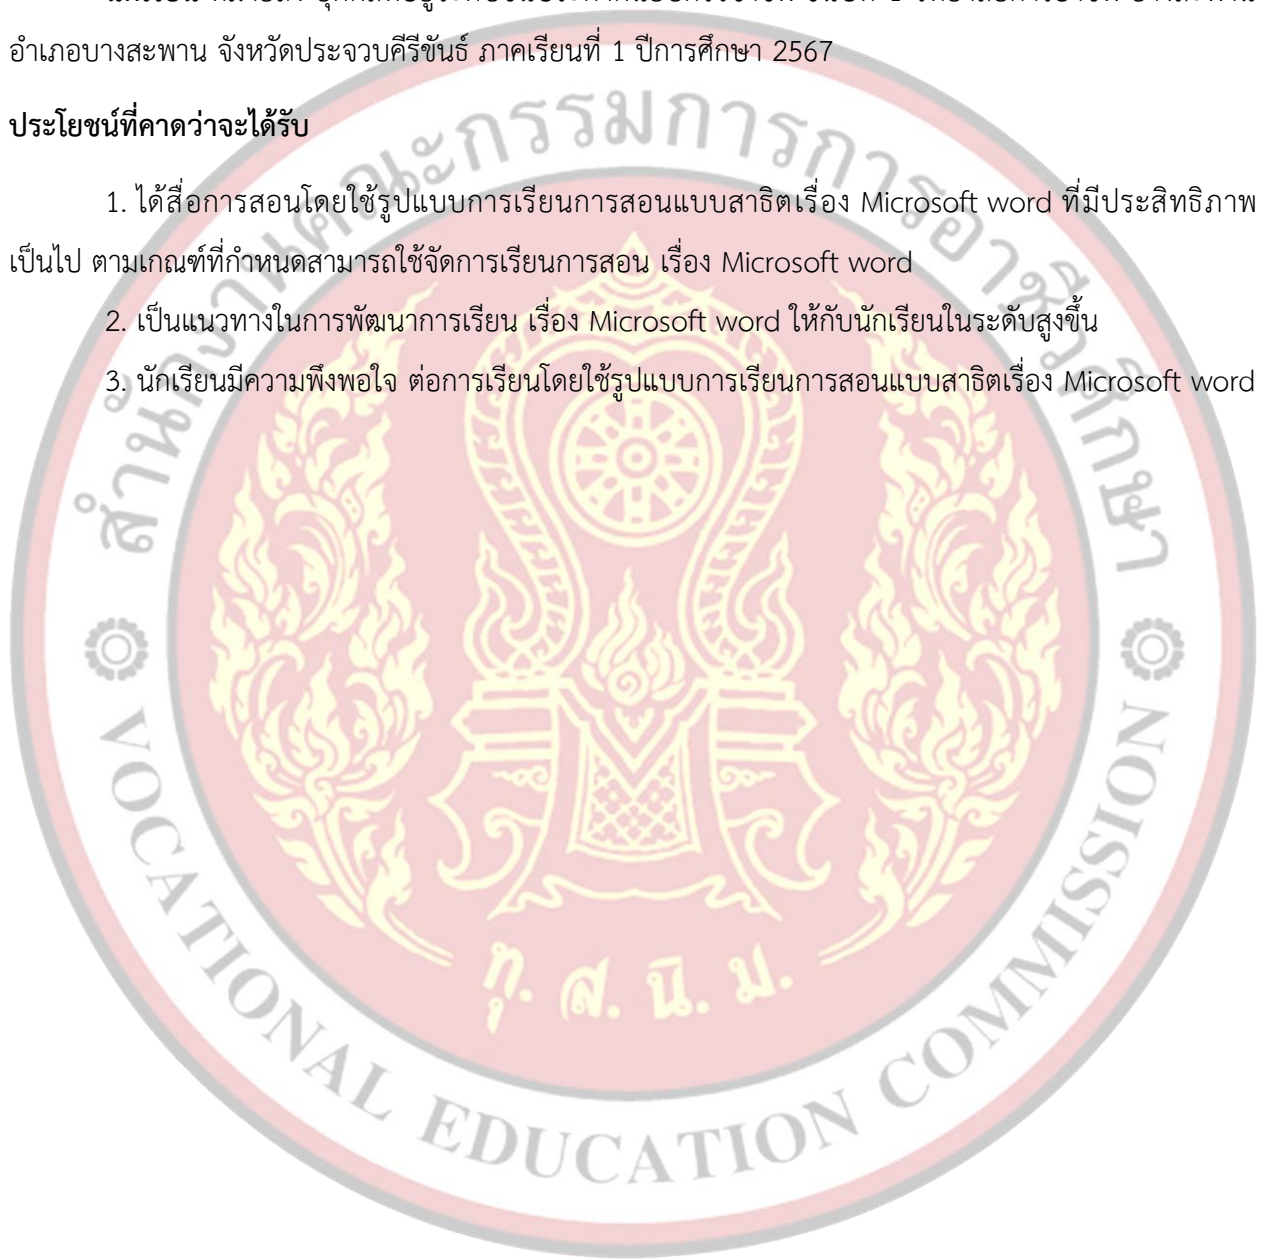 อำเภอบางสะพาน จังหวัดประจวบคีรีขันธ์ ภาคเรียนที่ 1 ปีการศึกษา 2567
ประโยชน์ที่คาดว่าจะได้รับ
1. ได้สื่อการสอนโดยใช้รูปแบบการเรียนการสอนแบบสาธิตเรื่อง Microsoft word ที่มีประสิทธิภาพ
เป็นไป ตามเกณฑ์ที่กำหนดสามารถใช้จัดการเรียนการสอน เรื่อง Microsoft word
2. เป็นแนวทางในการพัฒนาการเรียน เรื่อง Microsoft word ให้กับนักเรียนในระดับสูงขึ้น
3. นักเรียนมีความพึงพอใจ ต่อการเรียนโดยใช้รูปแบบการเรียนการสอนแบบสาธิตเรื่อง Microsoft word
สำนักงานคณะกรรมการการอาชีวศึกษา
ทุ. ส. นิ. ม.
VOCATIONAL EDUCATION COMMISSION